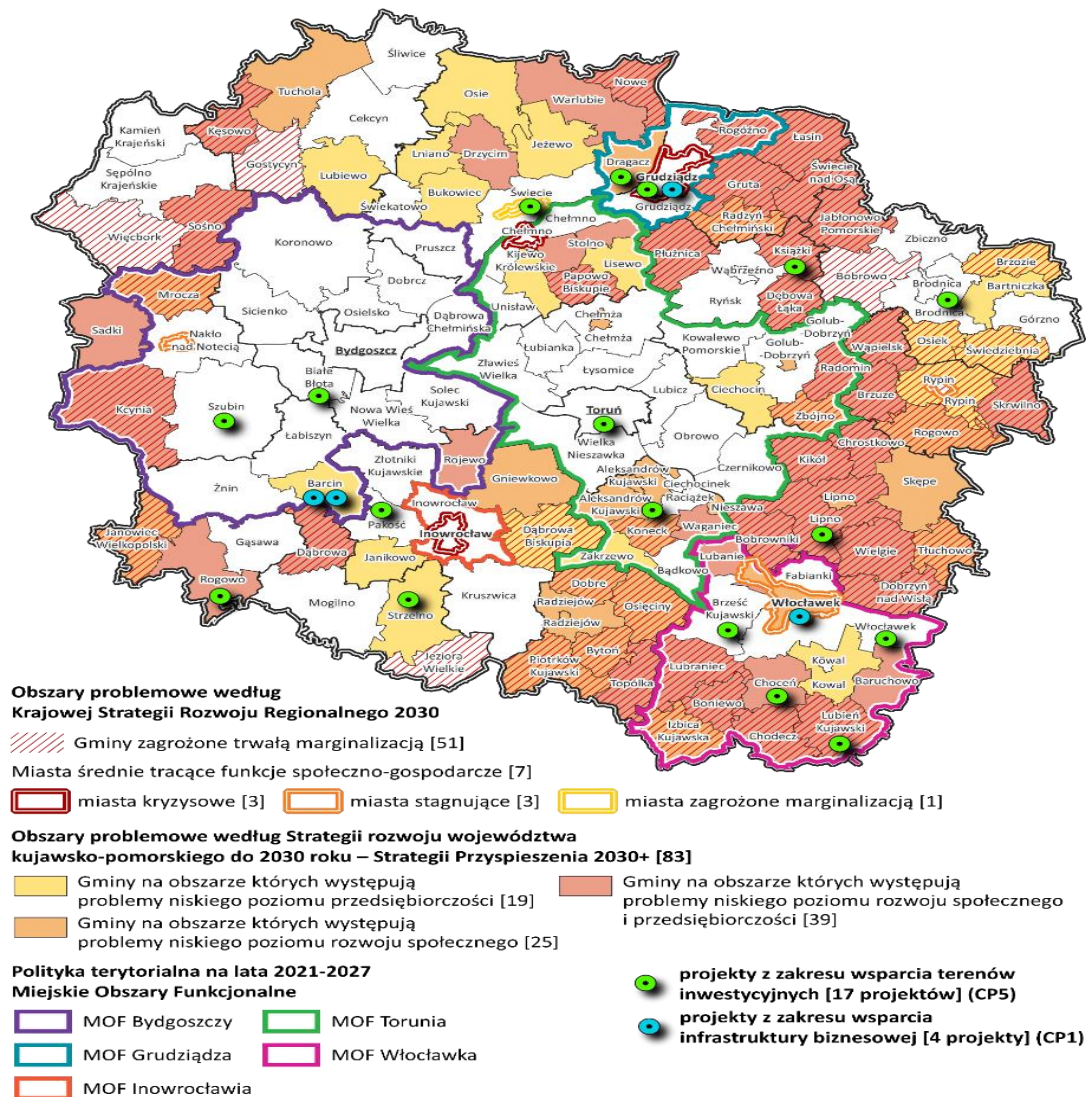 Śliwice
Nowe
Tuchola
Osie
Warlubie
Cekcyn
Kamień
Krajeński
Kęsowo
Rogóźno
Łasin
Gostycyn
Lniano
Drzycim
Jeżewo
Dragacz
Sępólno
Krajeńskie
Lubiewo
Grudziądz
Świecie
nad Osą
Bukowiec
Gruta
Świecie
Świekatowo
Grudziądz
Więcbork
Sośno
Chełmno
Radzyń
Chełmiński
Jabłonowo
Pomorskie
Koronowo
Pruszcz
Chełmno
Stolno
Zbiczno
Kijewo
Królewskie
Lisewo
Płużnica
Książki
Brzozie
Papowo
Biskupie
Wąbrzeźno
Bobrowo
Dobrcz
Brodnica
Bartniczka
Mrocza
Unisław
Ryńsk
Dębowa
Łąka
Brodnica
Sicienko
Osielsko
Dąbrowa
Chełmińska
Chełmża
Górzno
Sadki
Nakło
nad Notecią
Golub-
Dobrzyń
Chełmża
Kowalewo
Pomorskie
Golub-
Dobrzyń
Wąpielsk
Osiek
Świedziebnia
Bydgoszcz
Łubianka
Zławieś
Wielka
Łysomice
Radomin
Białe
Błota
Solec
Kujawski
Lubicz
Ciechocin
Rypin
Skrwilno
Kcynia
Szubin
Nowa Wieś
Wielka
Toruń
Brzuze
Rypin
Zbójno
Łabiszyn
Wielka
Nieszawka
Obrowo
Rogowo
Chrostkowo
Złotniki
Kujawskie
Rojewo
Kikół
Czernikowo
Aleksandrów
Kujawski
Ciechocinek
Gniewkowo
Skępe
Żnin
Barcin
Raciążek
Inowrocław
Aleksandrów
Kujawski
Nieszawa
Lipno
Pakość
Lipno
Inowrocław
Dąbrowa
Biskupia
Koneck
Waganiec
Janowiec
Wielkopolski
Gąsawa
Dąbrowa
Bobrowniki
Wielgie
Tłuchowo
Janikowo
Zakrzewo
Lubanie
Bądkowo
Rogowo
Fabianki
Dobre
Dobrzyń
nad Wisłą
Mogilno
Kruszwica
Radziejów
Osięciny
Brześć
Kujawski
Włocławek
Strzelno
Radziejów
Włocławek
Jeziora
Wielkie
Bytoń
Kowal
Piotrków
Kujawski
Lubraniec
Choceń
Kowal
Baruchowo
Topólka
Boniewo
Lubień
Kujawski
Izbica
Kujawska
Chodecz
Obszary problemowe według
Krajowej Strategii Rozwoju Regionalnego 2030
Gminy zagrożone trwałą marginalizacją [51]
Miasta średnie tracące funkcje społeczno-gospodarcze [7]
miasta kryzysowe [3]
miasta stagnujące [3]
miasta zagrożone marginalizacją [1]
Obszary problemowe według Strategii rozwoju województwa
kujawsko-pomorskiego do 2030 roku – Strategii Przyspieszenia 2030+ [83]
Gminy na obszarze których występują
problemy niskiego poziomu przedsiębiorczości [19]
Gminy na obszarze których występują
problemy niskiego poziomu rozwoju społecznego
i przedsiębiorczości [39]
Gminy na obszarze których występują
problemy niskiego poziomu rozwoju społecznego [25]
Polityka terytorialna na lata 2021-2027
Miejskie Obszary Funkcjonalne
MOF Bydgoszczy
MOF Torunia
MOF Grudziądza
MOF Włocławka
MOF Inowrocławia
projekty z zakresu wsparcia terenów
inwestycyjnych [17 projektów] (CP5)
projekty z zakresu wsparcia
infrastruktury biznesowej [4 projekty] (CP1)